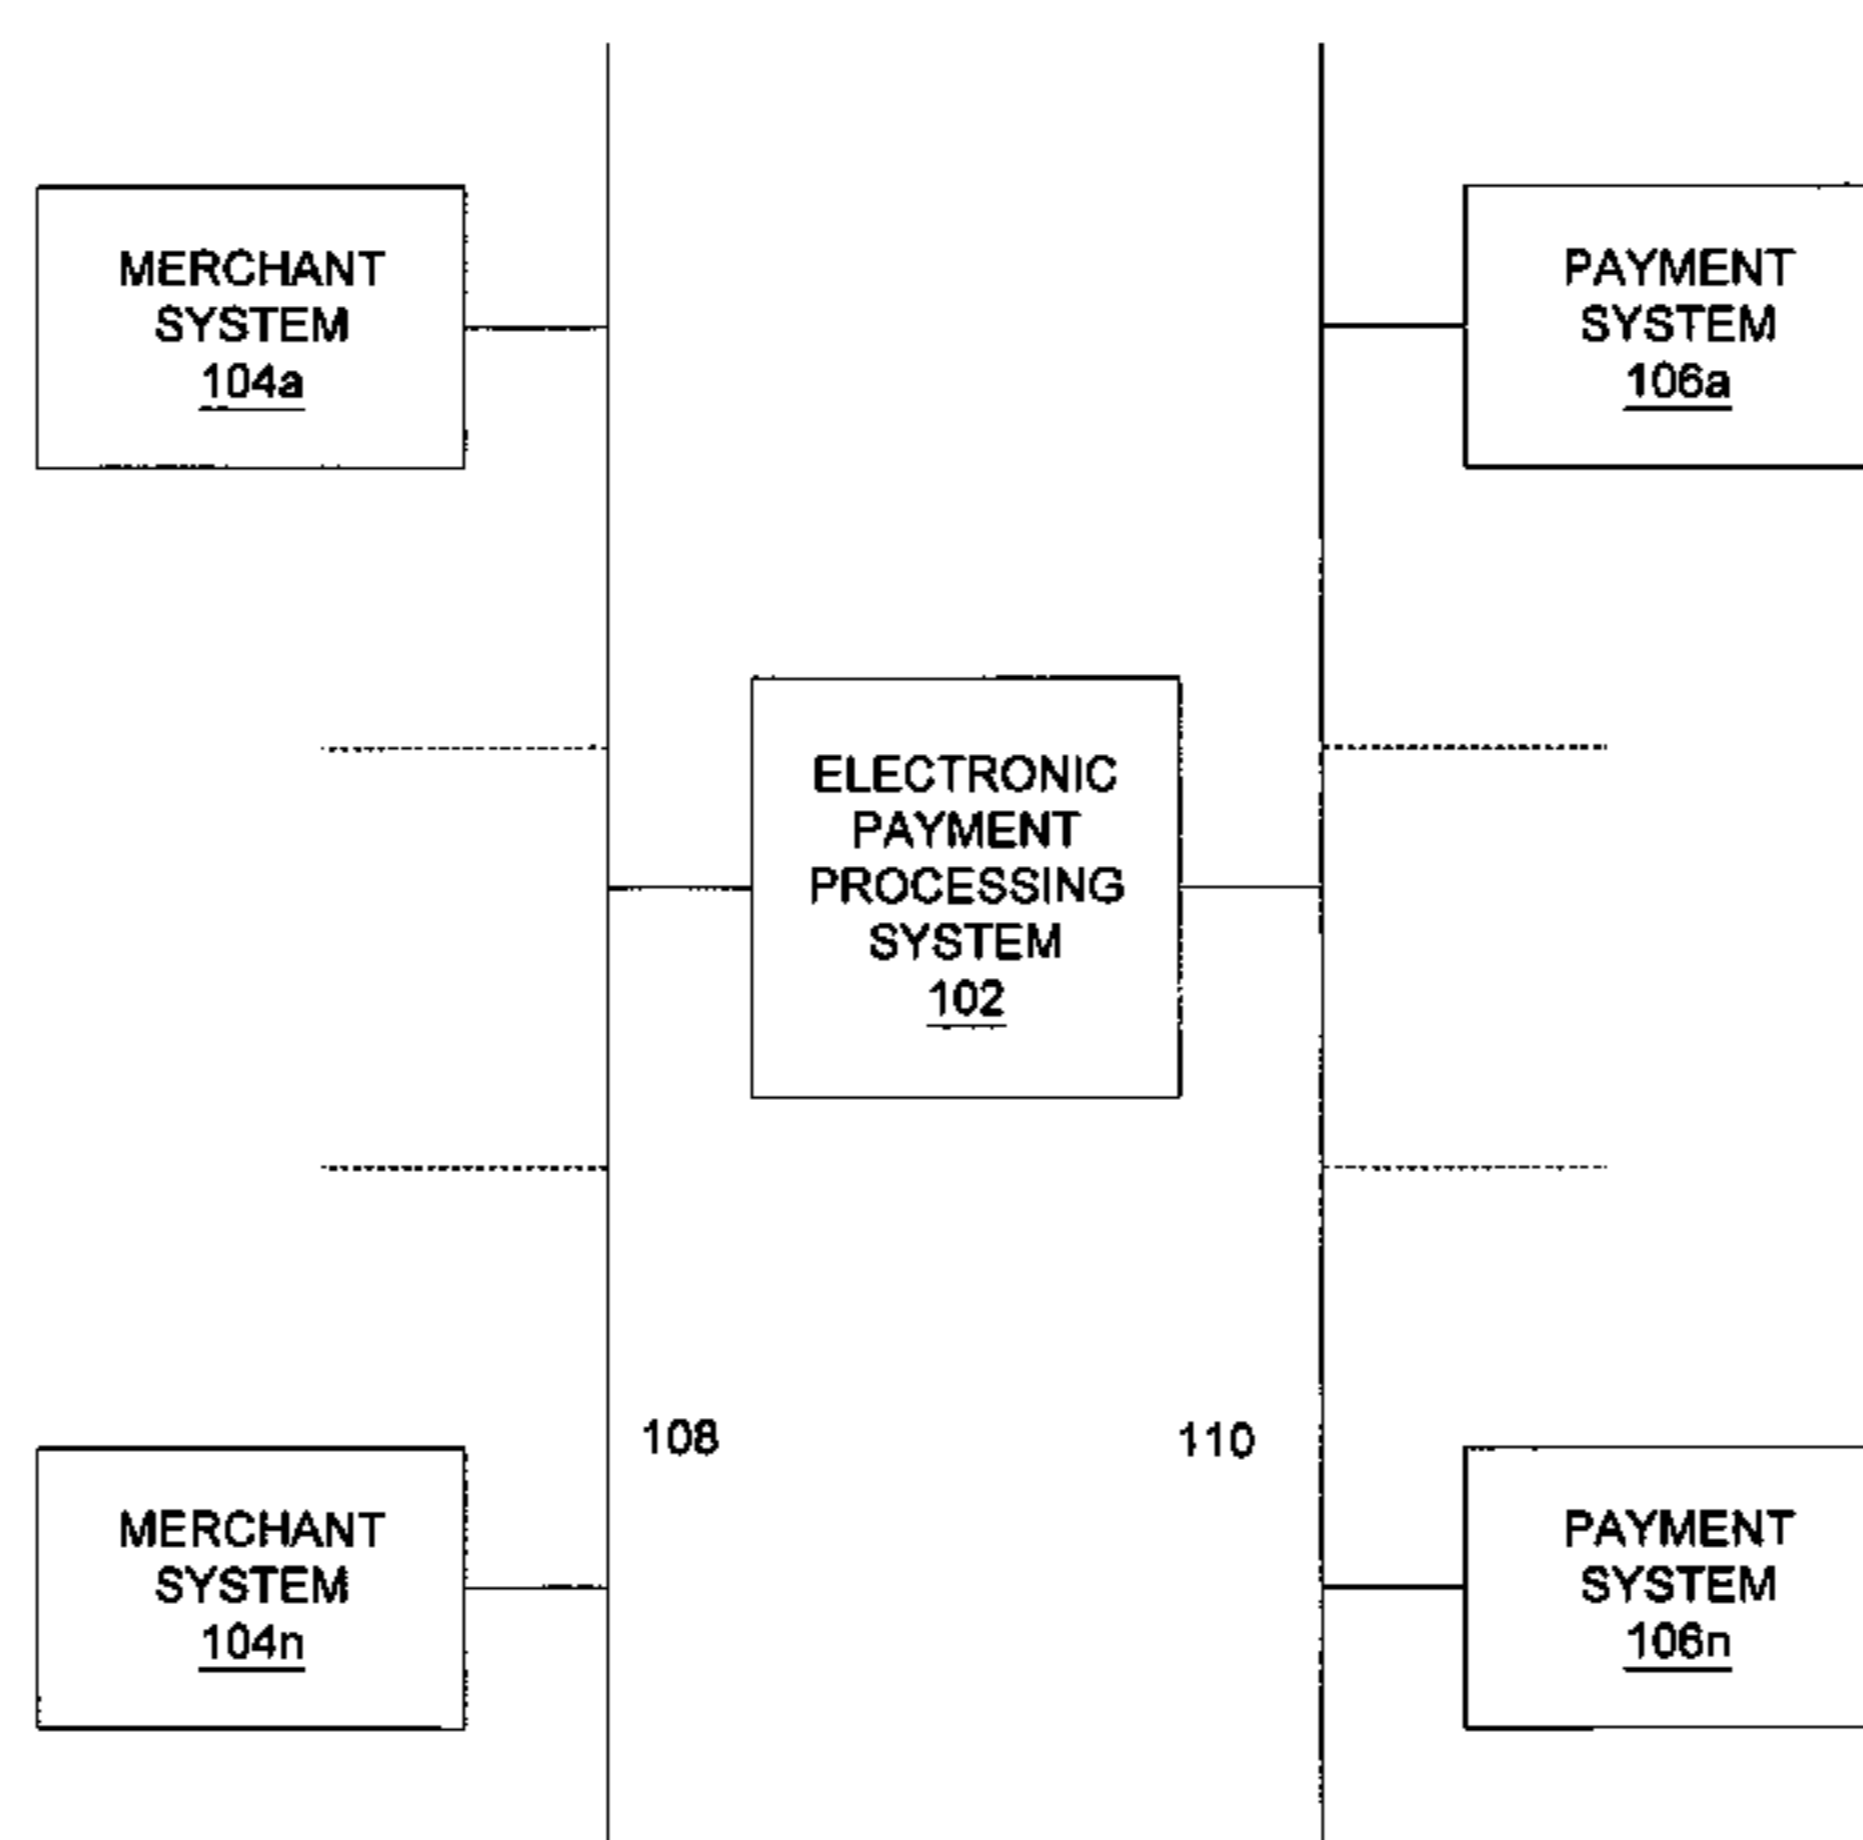 MERCHANT
SYSTEM
104a
PAYMENT
SYSTEM
106a
ELECTRONIC
PAYMENT
PROCESSING
SYSTEM
102
108
110
MERCHANT
SYSTEM
104n
PAYMENT
SYSTEM
106n